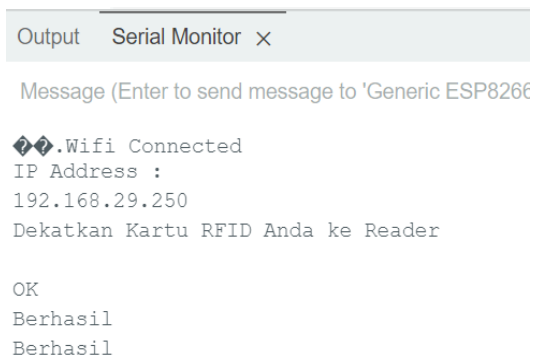 Output Serial Monitor ×
Message (Enter to send message to 'Generic ESP8266
��.Wifi Connected
IP Address :
192.168.29.250
Dekatkan Kartu RFID Anda ke Reader
OK
Berhasil
Berhasil